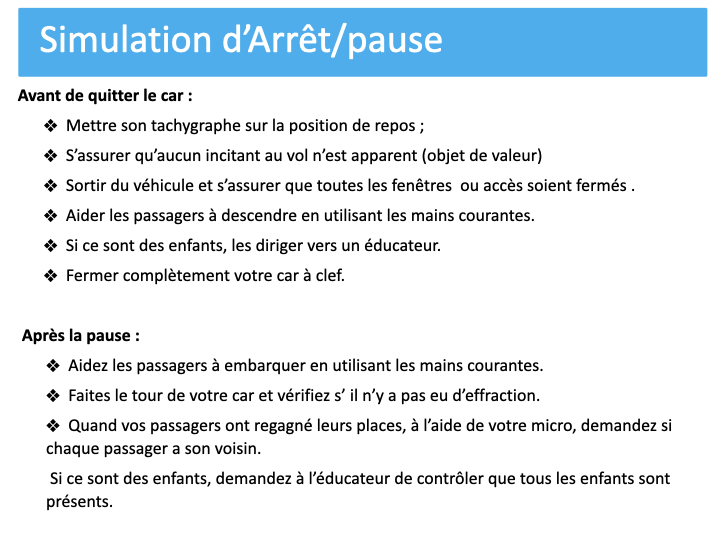 Simulation d’Arrêt/pause
Avant de quitter le car :
❖ Mettre son tachygraphe sur la position de repos ;
❖ S’assurer qu’aucun incitant au vol n’est apparent (objet de valeur)
❖ Sortir du véhicule et s’assurer que toutes les fenêtres  ou accès soient fermés .
❖ Aider les passagers à descendre en utilisant les mains courantes.
❖ Si ce sont des enfants, les diriger vers un éducateur.
❖ Fermer complètement votre car à clef.
Après la pause :
❖ Aidez les passagers à embarquer en utilisant les mains courantes.
❖ Faites le tour de votre car et vérifiez s’ il n’y a pas eu d’effraction.
❖ Quand vos passagers ont regagné leurs places, à l’aide de votre micro, demandez si
chaque passager a son voisin.
Si ce sont des enfants, demandez à l’éducateur de contrôler que tous les enfants sont
présents.